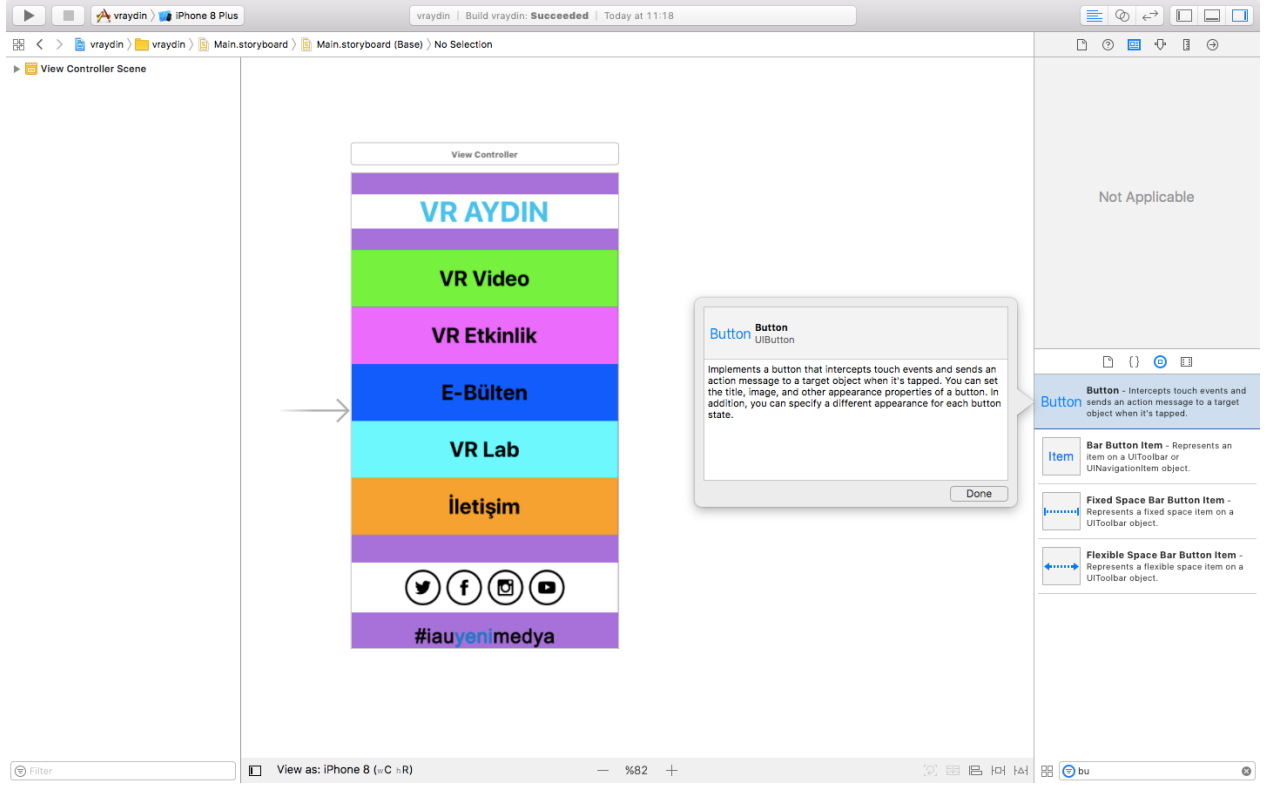 vraydin 〉 iPhone 8 Plus
vraydin | Build vraydin: Succeeded | Today at 11:18
vraydin 〉 vraydin 〉 Main.storyboard 〉 Main.storyboard (Base) 〉 No Selection
View Controller Scene
View Controller
VR AYDIN
VR Video
VR Etkinlik
E-Bülten
VR Lab
İletişim
#iauyenimedya
Button
Button
UIButton
Implements a button that intercepts touch events and sends an
action message to a target object when it's tapped. You can set
the title, image, and other appearance properties of a button. In
addition, you can specify a different appearance for each button
state.
Done
Not Applicable
Button
Button - Intercepts touch events and
sends an action message to a target
object when it's tapped.
Item
Bar Button Item - Represents an
item on a UIToolbar or
UINavigationItem object.
Fixed Space Bar Button Item -
Represents a fixed space item on a
UIToolbar object.
Flexible Space Bar Button Item -
Represents a flexible space item on a
UIToolbar object.
Filter
View as: iPhone 8 (wC hR)
— %82 +
bu